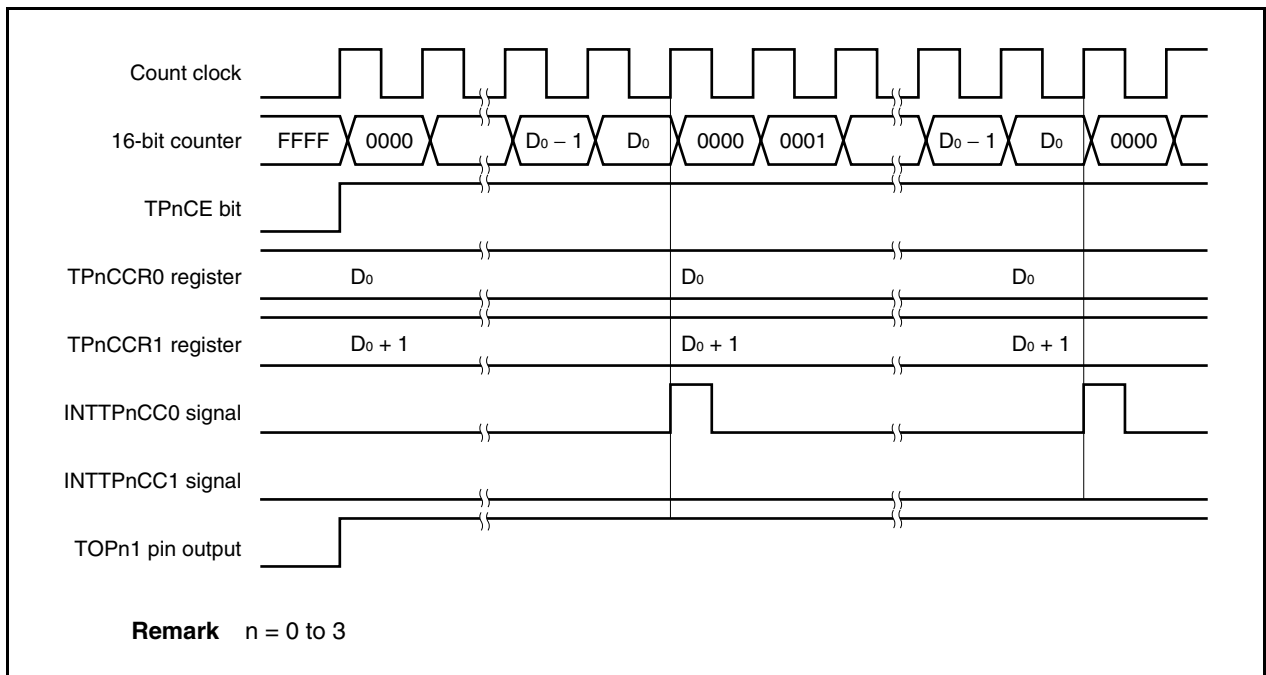 Count clock
16-bit counter FFFF 0000 D₀ − 1 D₀ 0000 0001 D₀ − 1 D₀ 0000
TPnCE bit
TPnCCR0 register D₀ D₀ D₀
TPnCCR1 register D₀ + 1 D₀ + 1 D₀ + 1
INTTPnCC0 signal
INTTPnCC1 signal
TOPn1 pin output
Remark n = 0 to 3